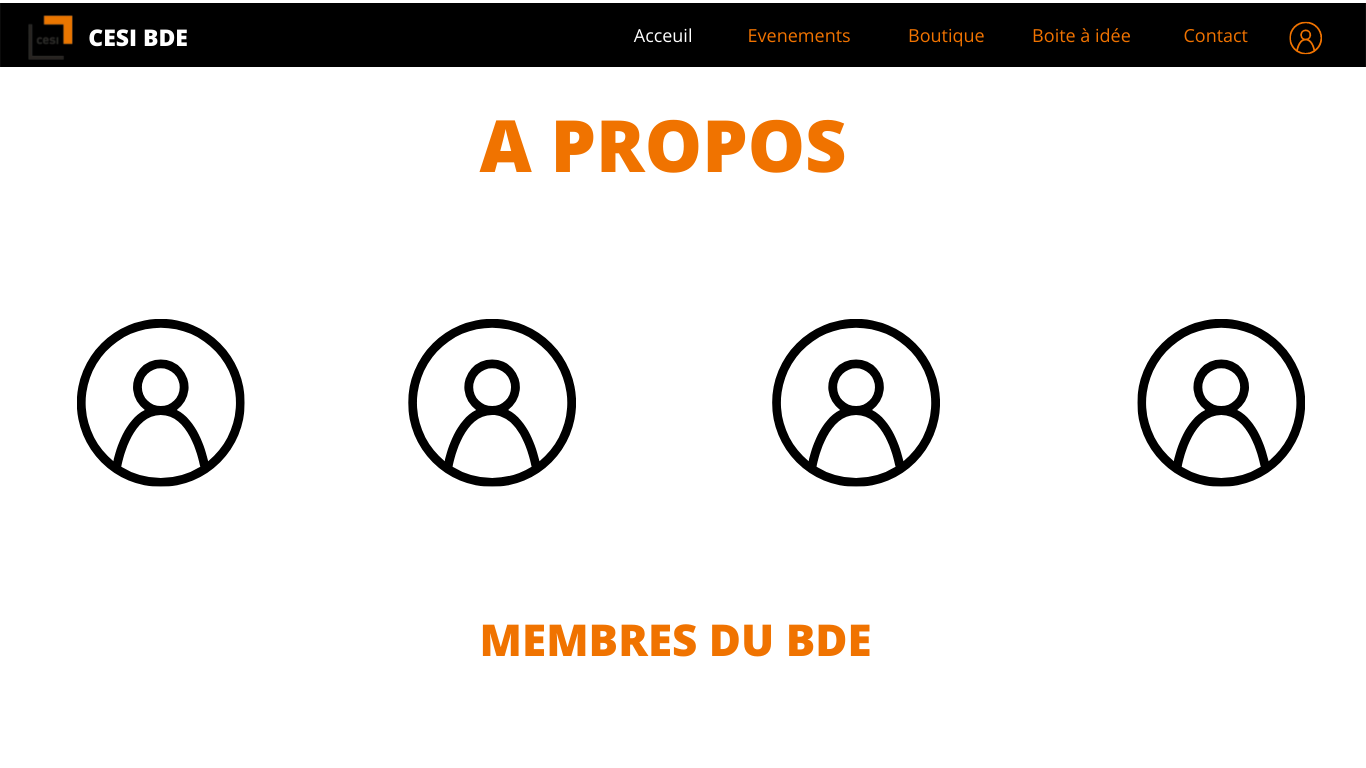 cesi CESI BDE Acceuil Evenements Boutique Boite à idée Contact
A PROPOS
MEMBRES DU BDE